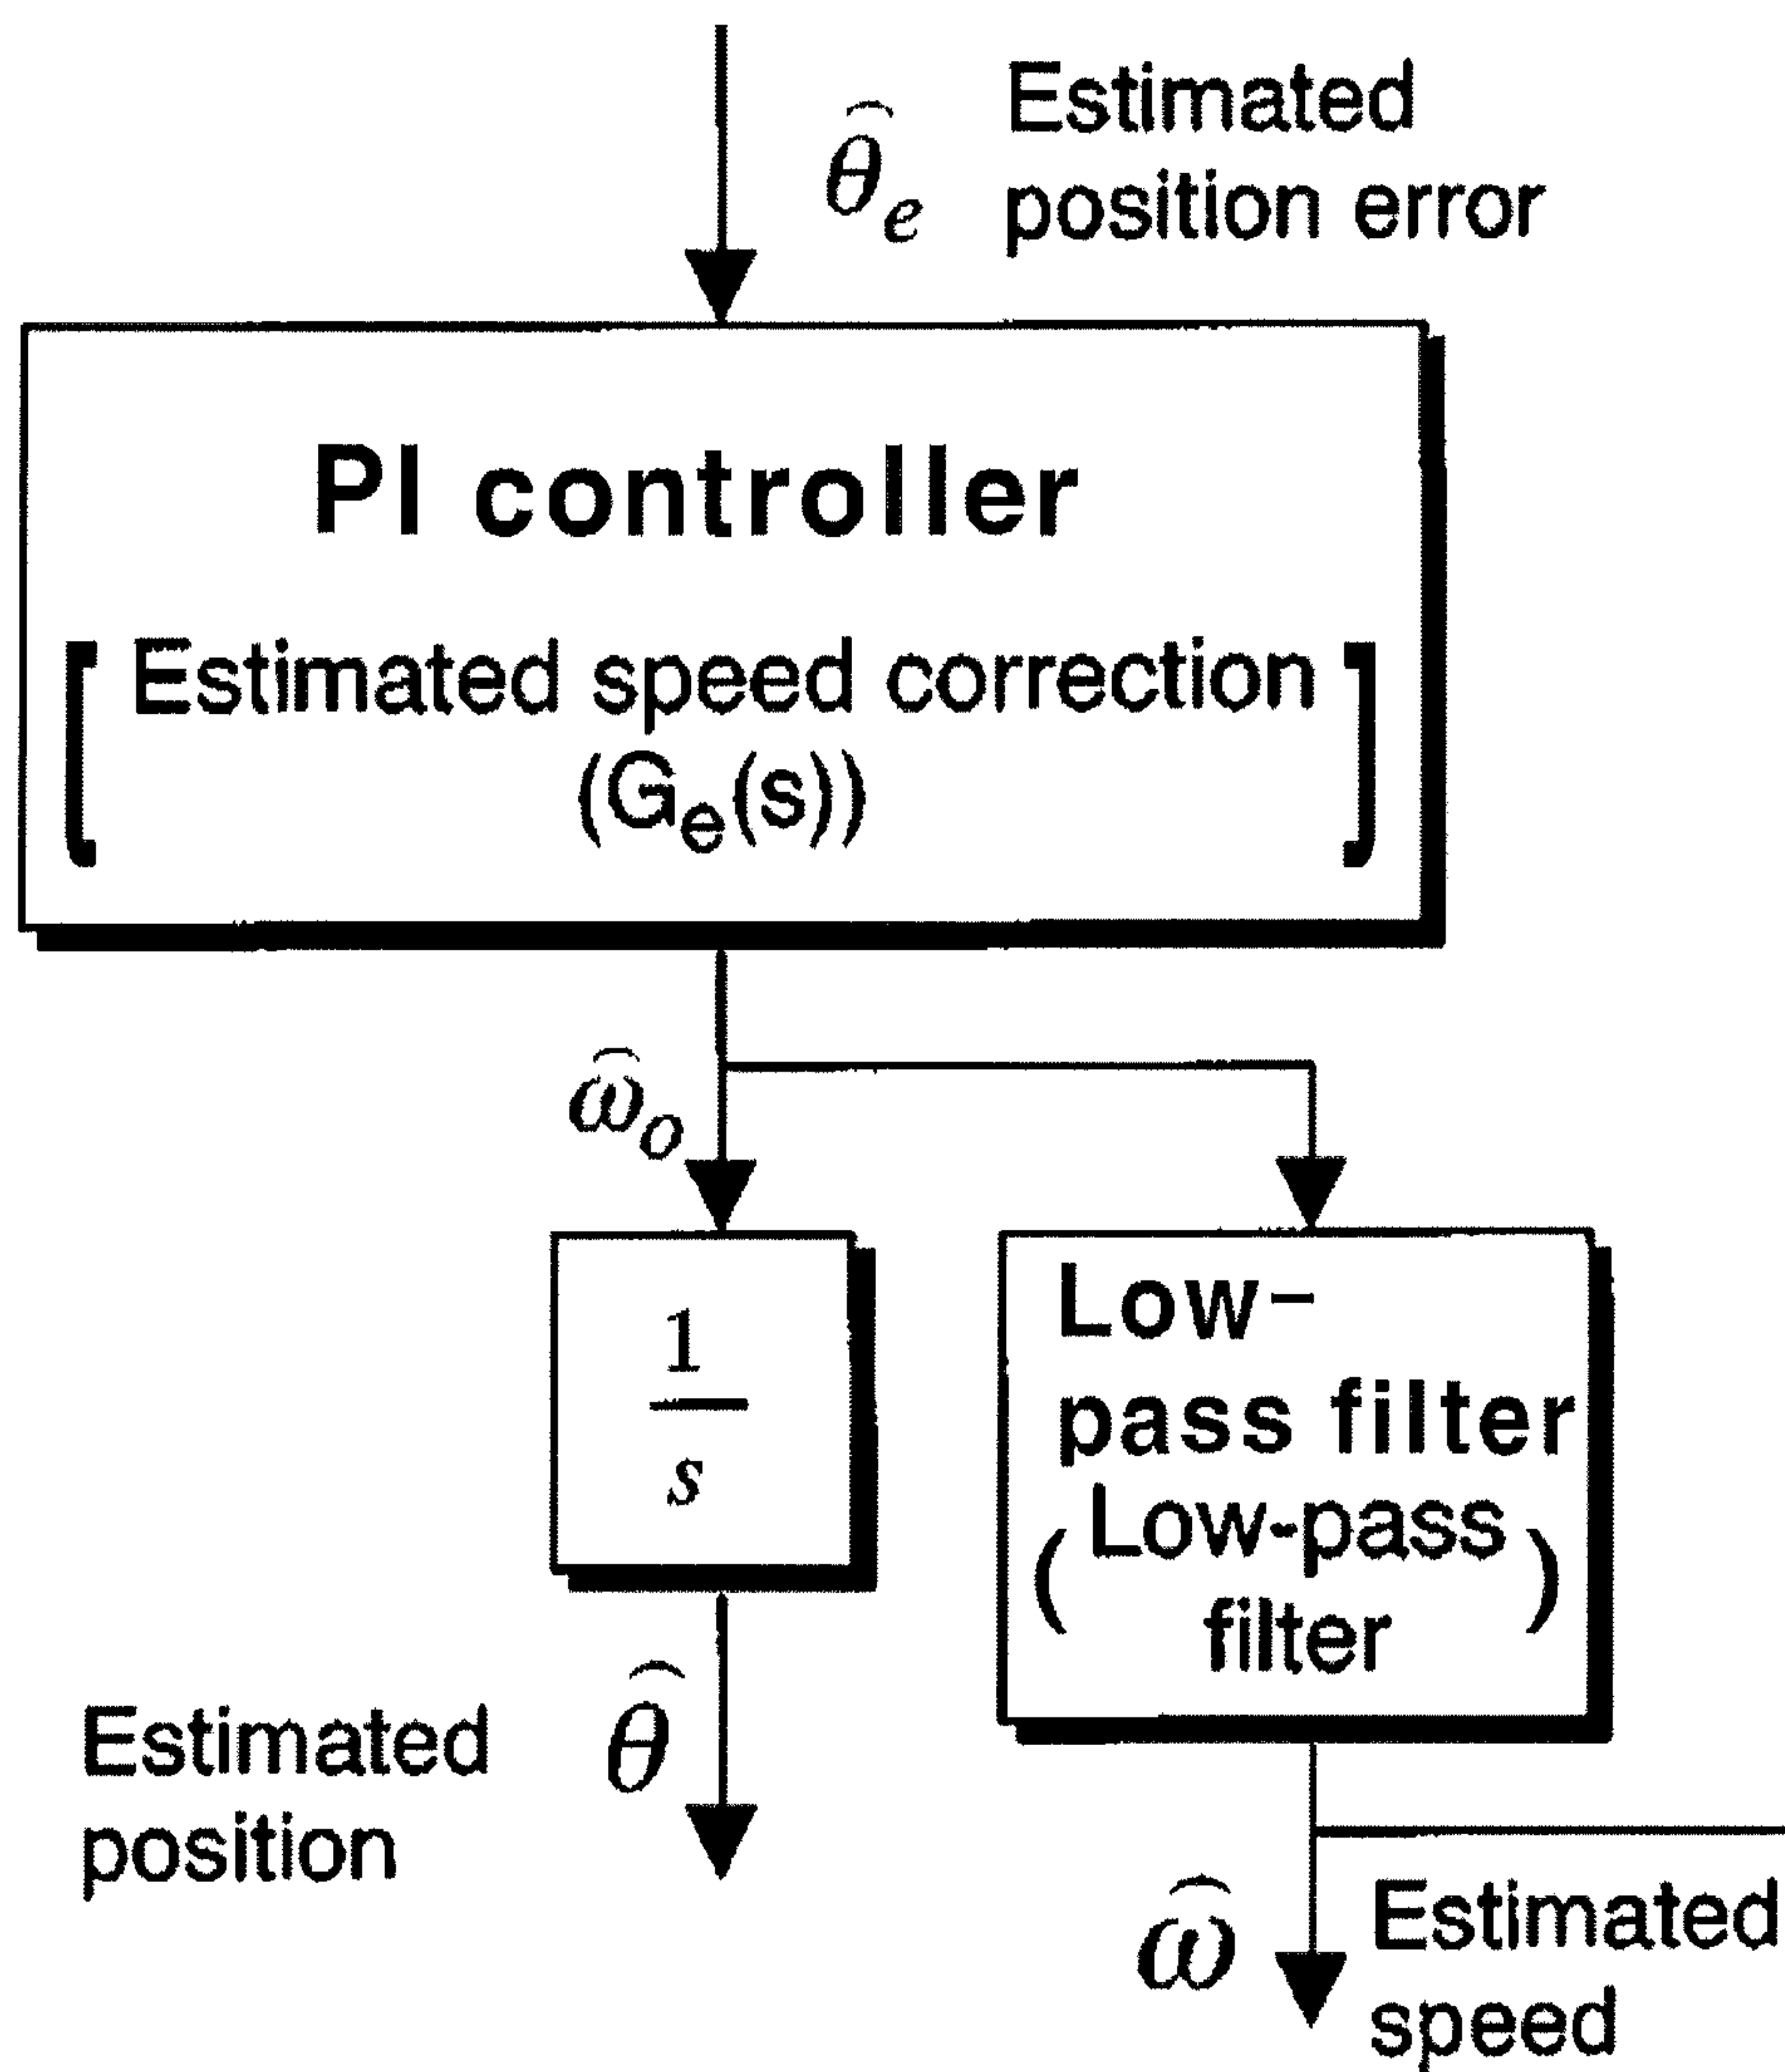 Estimated
θ̂e position error
PI controller
[ Estimated speed correction ]
(Ge(s))
ω̂o
1
s
Low-
pass filter
( Low-pass )
filter
Estimated
position
θ̂
ω̂
Estimated
speed